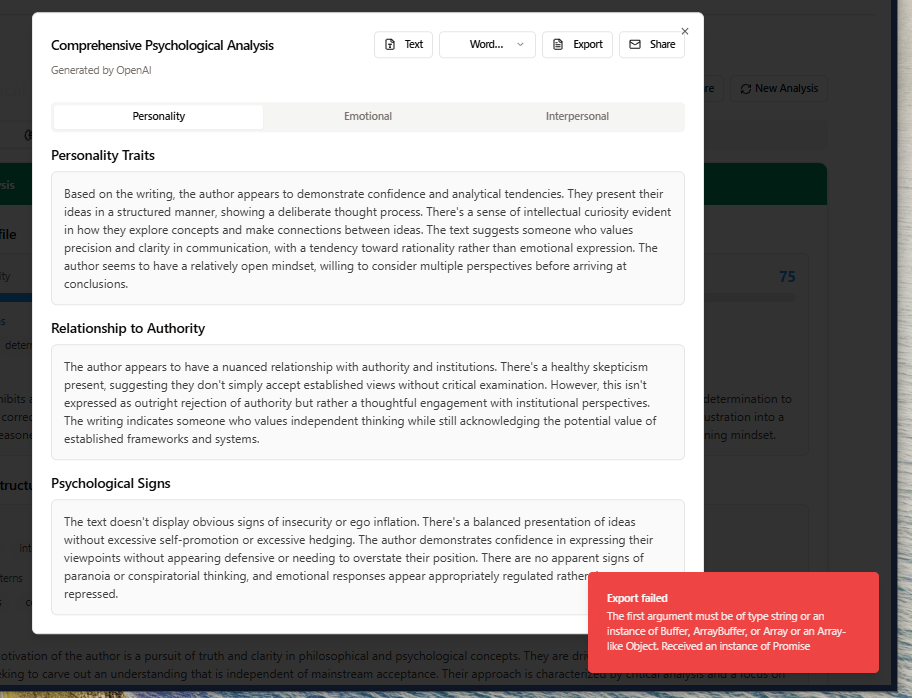 Comprehensive Psychological Analysis
Text
Word...
Export
Share
Generated by OpenAI
re
New Analysis
Personality
Emotional
Interpersonal
Personality Traits
Based on the writing, the author appears to demonstrate confidence and analytical tendencies. They present their
ideas in a structured manner, showing a deliberate thought process. There's a sense of intellectual curiosity evident
in how they explore concepts and make connections between ideas. The text suggests someone who values
precision and clarity in communication, with a tendency toward rationality rather than emotional expression. The
author seems to have a relatively open mindset, willing to consider multiple perspectives before arriving at
conclusions.
sis
file
ity
75
s
deter
Relationship to Authority
The author appears to have a nuanced relationship with authority and institutions. There's a healthy skepticism
present, suggesting they don't simply accept established views without critical examination. However, this isn't
expressed as outright rejection of authority but rather a thoughtful engagement with institutional perspectives.
The writing indicates someone who values independent thinking while still acknowledging the potential value of
established frameworks and systems.
hibits a
determination to
correc
ustration into a
easone
ning mindset.
Psychological Signs
The text doesn't display obvious signs of insecurity or ego inflation. There's a balanced presentation of ideas
without excessive self-promotion or excessive hedging. The author demonstrates confidence in expressing their
viewpoints without appearing defensive or needing to overstate their position. There are no apparent signs of
paranoia or conspiratorial thinking, and emotional responses appear appropriately regulated rather
repressed.
tructu
int
terns
s
c
Export failed
The first argument must be of type string or an
instance of Buffer, ArrayBuffer, or Array or an Array-
like Object. Received an instance of Promise
otivation of the author is a pursuit of truth and clarity in philosophical and psychological concepts. They are dri
eking to carve out an understanding that is independent of mainstream acceptance. Their approach is characterized by critical analysis and a focus on